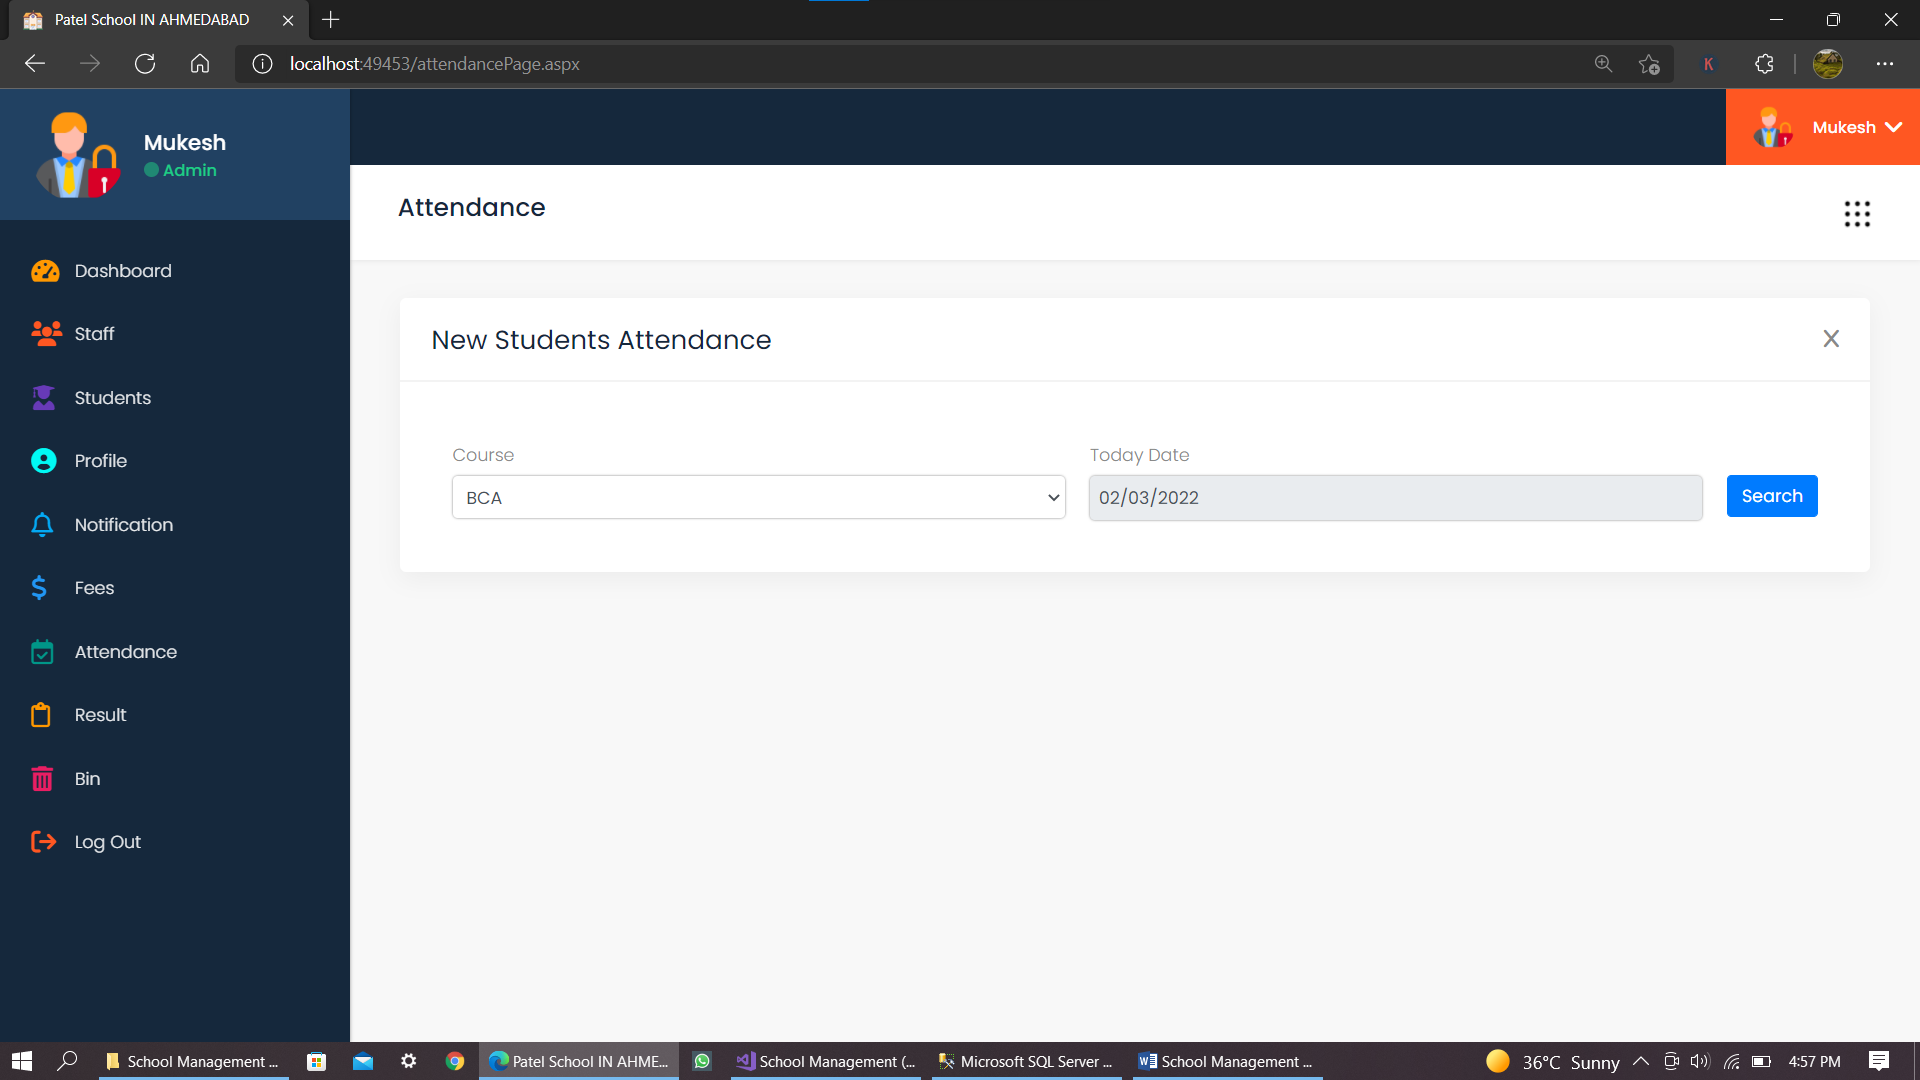 Patel School IN AHMEDABAD
localhost:49453/attendancePage.aspx
K
Mukesh
Admin
Mukesh
Attendance
Dashboard
Staff
Students
Profile
Notification
Fees
Attendance
Result
Bin
Log Out
New Students Attendance
X
Course
Today Date
BCA
02/03/2022
Search
School Management ...
Patel School IN AHME...
School Management (...
Microsoft SQL Server ...
School Management ...
36°C Sunny
4:57 PM